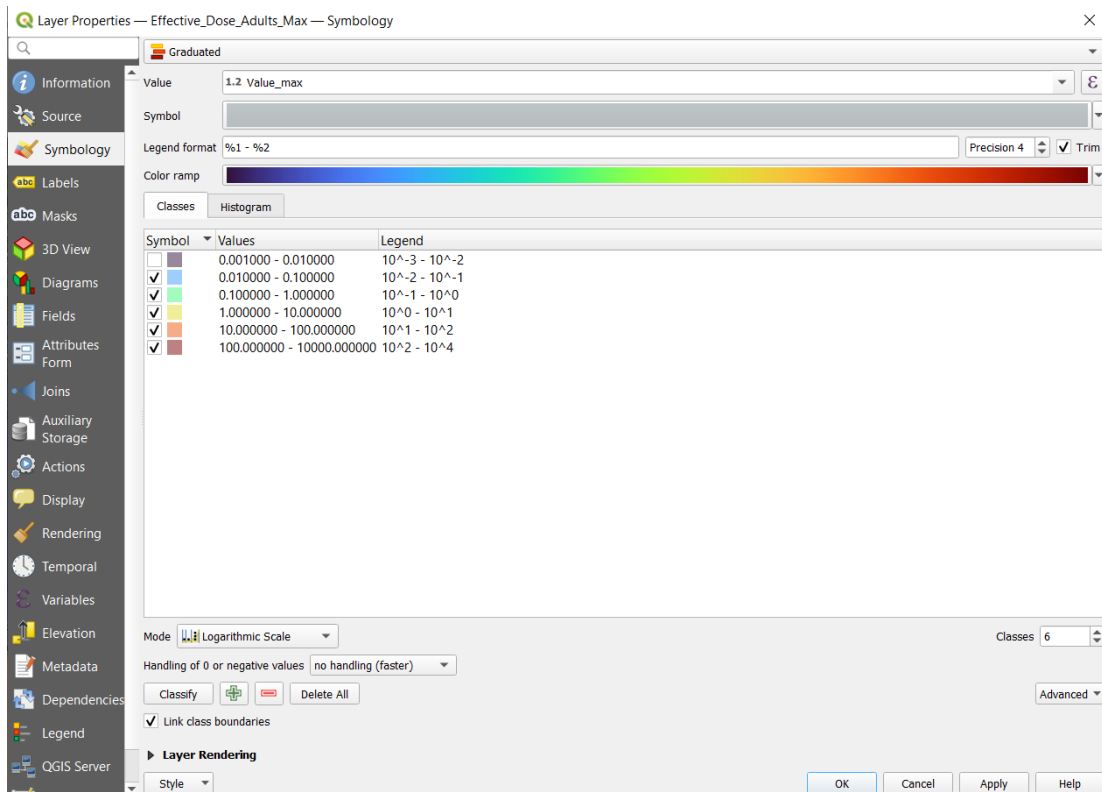 Layer Properties — Effective_Dose_Adults_Max — Symbology
Graduated
Information
Source
Symbology
Labels
Masks
3D View
Diagrams
Fields
Attributes
Form
Joins
Auxiliary
Storage
Actions
Display
Rendering
Temporal
Variables
Elevation
Metadata
Dependencies
Legend
QGIS Server
Value 1.2 Value_max ε
Symbol
Legend format %1 - %2 Precision 4 Trim
Color ramp
Classes Histogram
Symbol Values Legend
0.001000 - 0.010000 10^-3 - 10^-2
0.010000 - 0.100000 10^-2 - 10^-1
0.100000 - 1.000000 10^-1 - 10^0
1.000000 - 10.000000 10^0 - 10^1
10.000000 - 100.000000 10^1 - 10^2
100.000000 - 10000.000000 10^2 - 10^4
Mode Logarithmic Scale Classes 6
Handling of 0 or negative values no handling (faster)
Classify Delete All Advanced
Link class boundaries
Layer Rendering
Style OK Cancel Apply Help